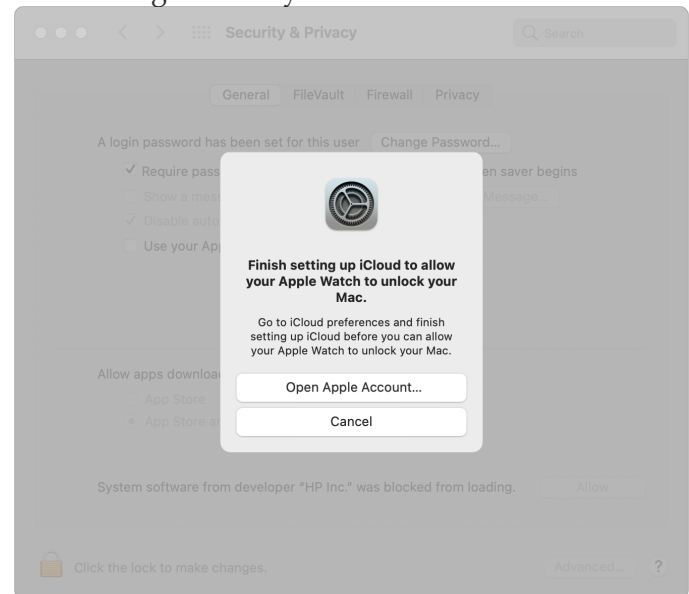 Security & Privacy
Search
General FileVault Firewall Privacy
A login password has been set for this user Change Password...
Require pass en saver begins
Show a mess Message...
Disable auto
Use your App
Finish setting up iCloud to allow
your Apple Watch to unlock your
Mac.
Go to iCloud preferences and finish
setting up iCloud before you can allow
your Apple Watch to unlock your Mac.
Allow apps downloa
Open Apple Account...
App Store
Cancel
App Store a
System software from developer “HP Inc.” was blocked from loading. Allow
Click the lock to make changes. Advanced... ?